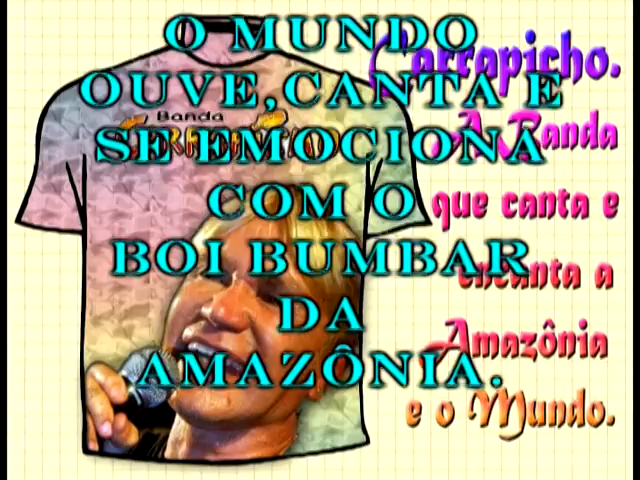 O MUNDO
OUVE,CANTA E
SE EMOCIONA
COM O
BOI BUMBAR
DA
AMAZÔNIA.
Carrapicho.
A Banda
que canta e
encanta a
Amazônia
e o Mundo.
Banda